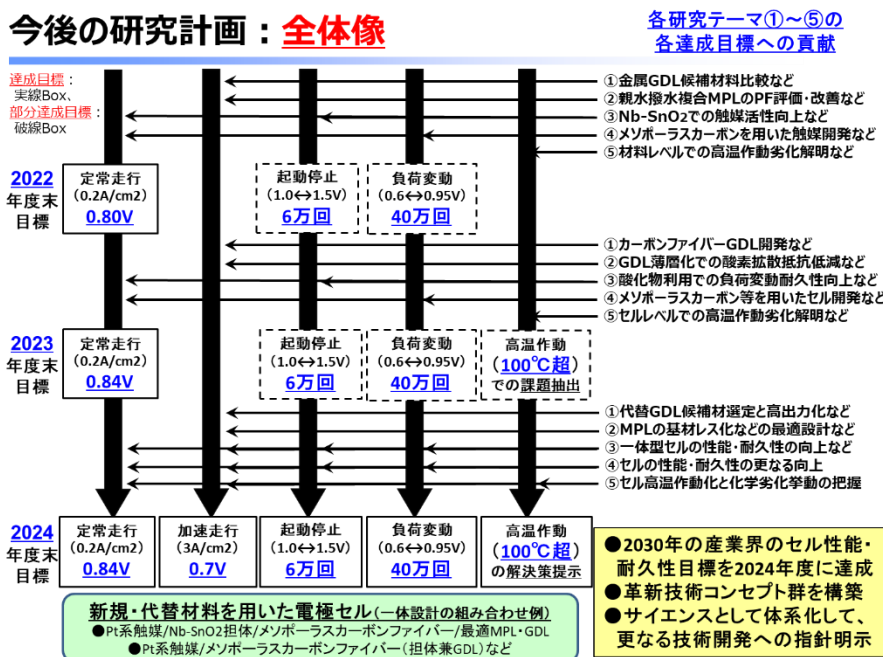 今後の研究計画：全体像
各研究テーマ①～⑤の
各達成目標への貢献
達成目標：
実線Box、
部分達成目標：
破線Box
①金属GDL候補材料比較など
②親水撥水複合MPLのPF評価・改善など
③Nb-SnO2での触媒活性向上など
④メソポーラスカーボンを用いた触媒開発など
⑤材料レベルでの高温作動劣化解明など
2022
年度末
目標
定常走行
（0.2A/cm2）
0.80V
起動停止
（1.0↔1.5V）
6万回
負荷変動
（0.6↔0.95V）
40万回
①カーボンファイバーGDL開発など
②GDL薄層化での酸素拡散抵抗低減など
③酸化物利用での負荷変動耐久性向上など
④メソポーラスカーボン等を用いたセル開発など
⑤セルレベルでの高温作動劣化解明など
2023
年度末
目標
定常走行
（0.2A/cm2）
0.84V
起動停止
（1.0↔1.5V）
6万回
負荷変動
（0.6↔0.95V）
40万回
高温作動
（100℃超）
での課題抽出
①代替GDL候補材選定と高出力化など
②MPLの基材レス化などの最適設計など
③一体型セルの性能・耐久性の向上など
④セルの性能・耐久性の更なる向上
⑤セル高温作動化と化学劣化挙動の把握
2024
年度末
目標
定常走行
（0.2A/cm2）
0.84V
加速走行
（3A/cm2）
0.7V
起動停止
（1.0↔1.5V）
6万回
負荷変動
（0.6↔0.95V）
40万回
高温作動
（100℃超）
の解決策提示
新規・代替材料を用いた電極セル（一体設計の組み合わせ例）
●Pt系触媒/Nb-SnO2担体/メソポーラスカーボンファイバー/最適MPL・GDL
●Pt系触媒/メソポーラスカーボンファイバー（担体兼GDL）など
●2030年の産業界のセル性能・
耐久性目標を2024年度に達成
●革新技術コンセプト群を構築
●サイエンスとして体系化して、
更なる技術開発への指針明示